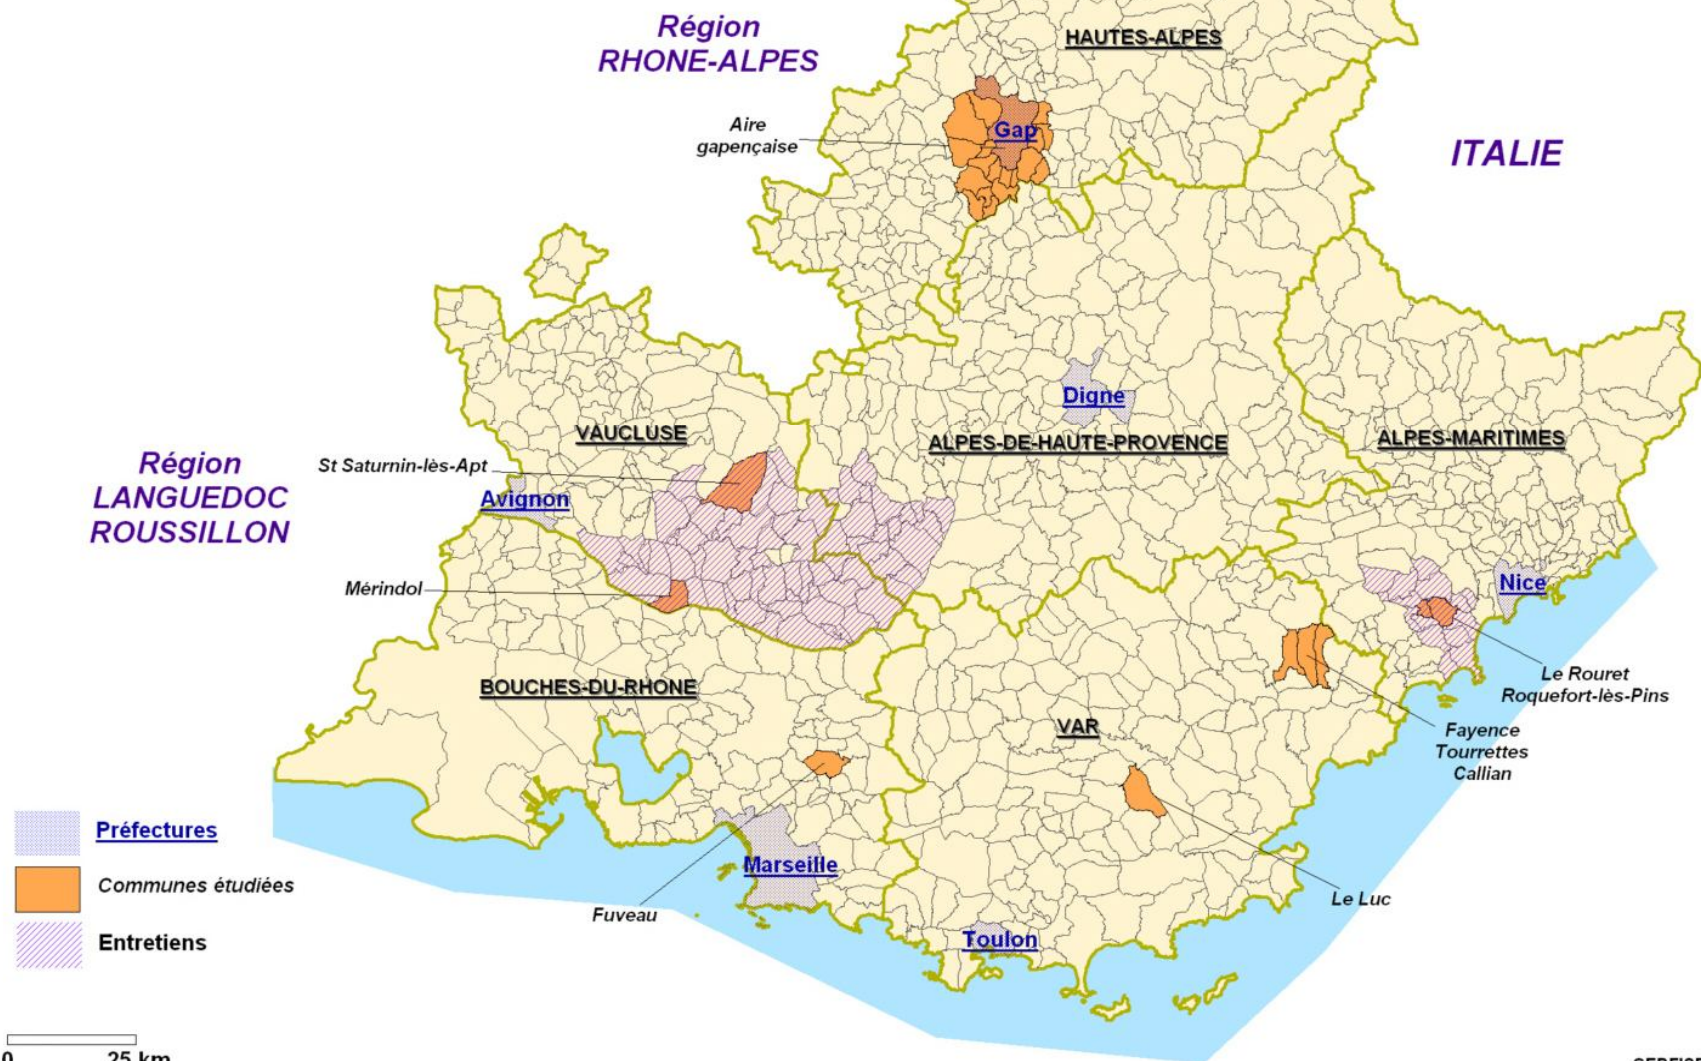 Région
RHONE-ALPES
HAUTES-ALPES
Aire
gapençaise
Gap
ITALIE
Digne
VAUCLUSE
ALPES-DE-HAUTE-PROVENCE
ALPES-MARITIMES
Région
LANGUEDOC
ROUSSILLON
St Saturnin-lès-Apt
Avignon
Mérindol
Nice
Le Rouret
Roquefort-lès-Pins
BOUCHES-DU-RHONE
VAR
Fayence
Tourrettes
Callian
Préfectures
Communes étudiées
Entretiens
Marseille
Fuveau
Le Luc
Toulon
0 25 km